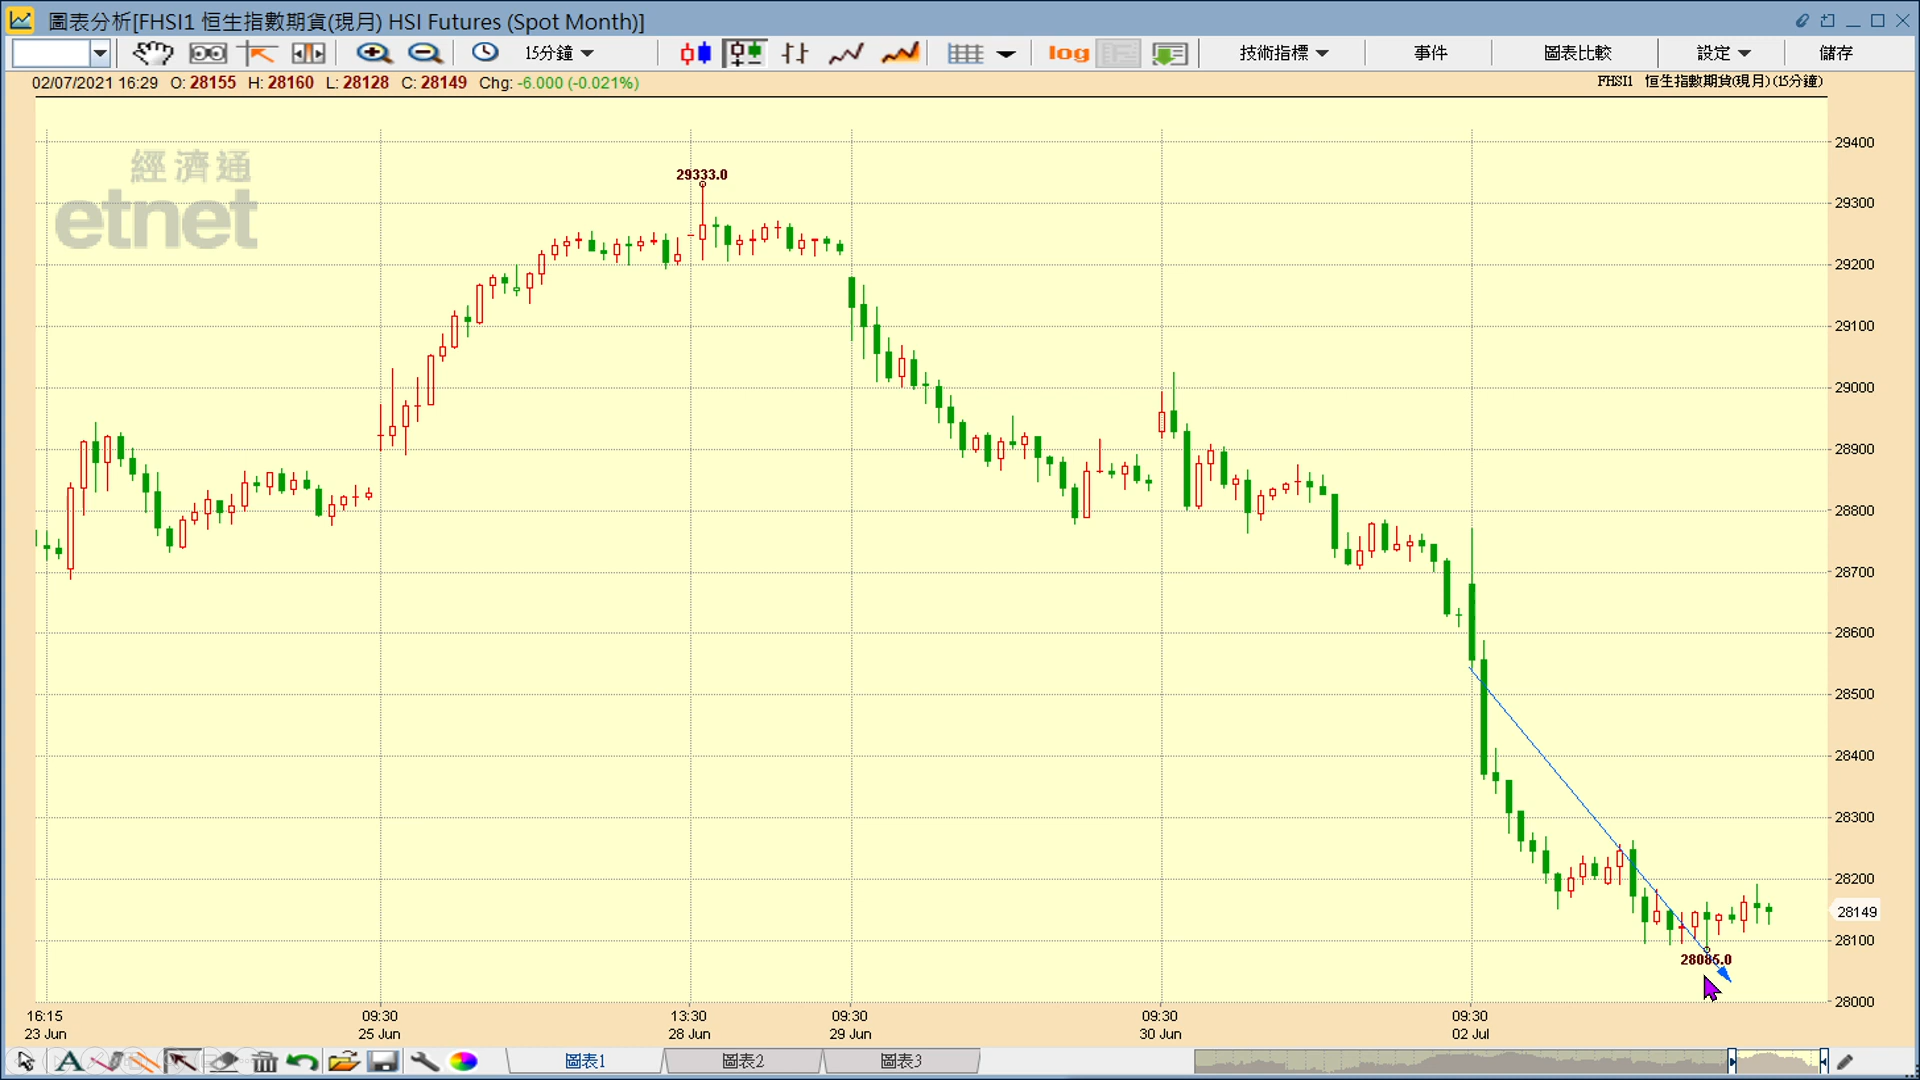 圖表分析[FHSI1 恒生指數期貨(現月) HSI Futures (Spot Month)]
15分鐘
log
技術指標
事件
圖表比較
設定
儲存
02/07/2021 16:29 O: 28155 H: 28160 L: 28128 C: 28149 Chg: -6.000 (-0.021%)
FHSI1 恒生指數期貨(現月)(15分鐘)
經濟通
etnet
29333.0
29400
29300
29200
29100
29000
28900
28800
28700
28600
28500
28400
28300
28200
28149
28100
28000
28085.0
16:15 09:30 13:30 09:30 09:30 09:30
23 Jun 25 Jun 28 Jun 29 Jun 30 Jun 02 Jul
A
圖表1 圖表2 圖表3